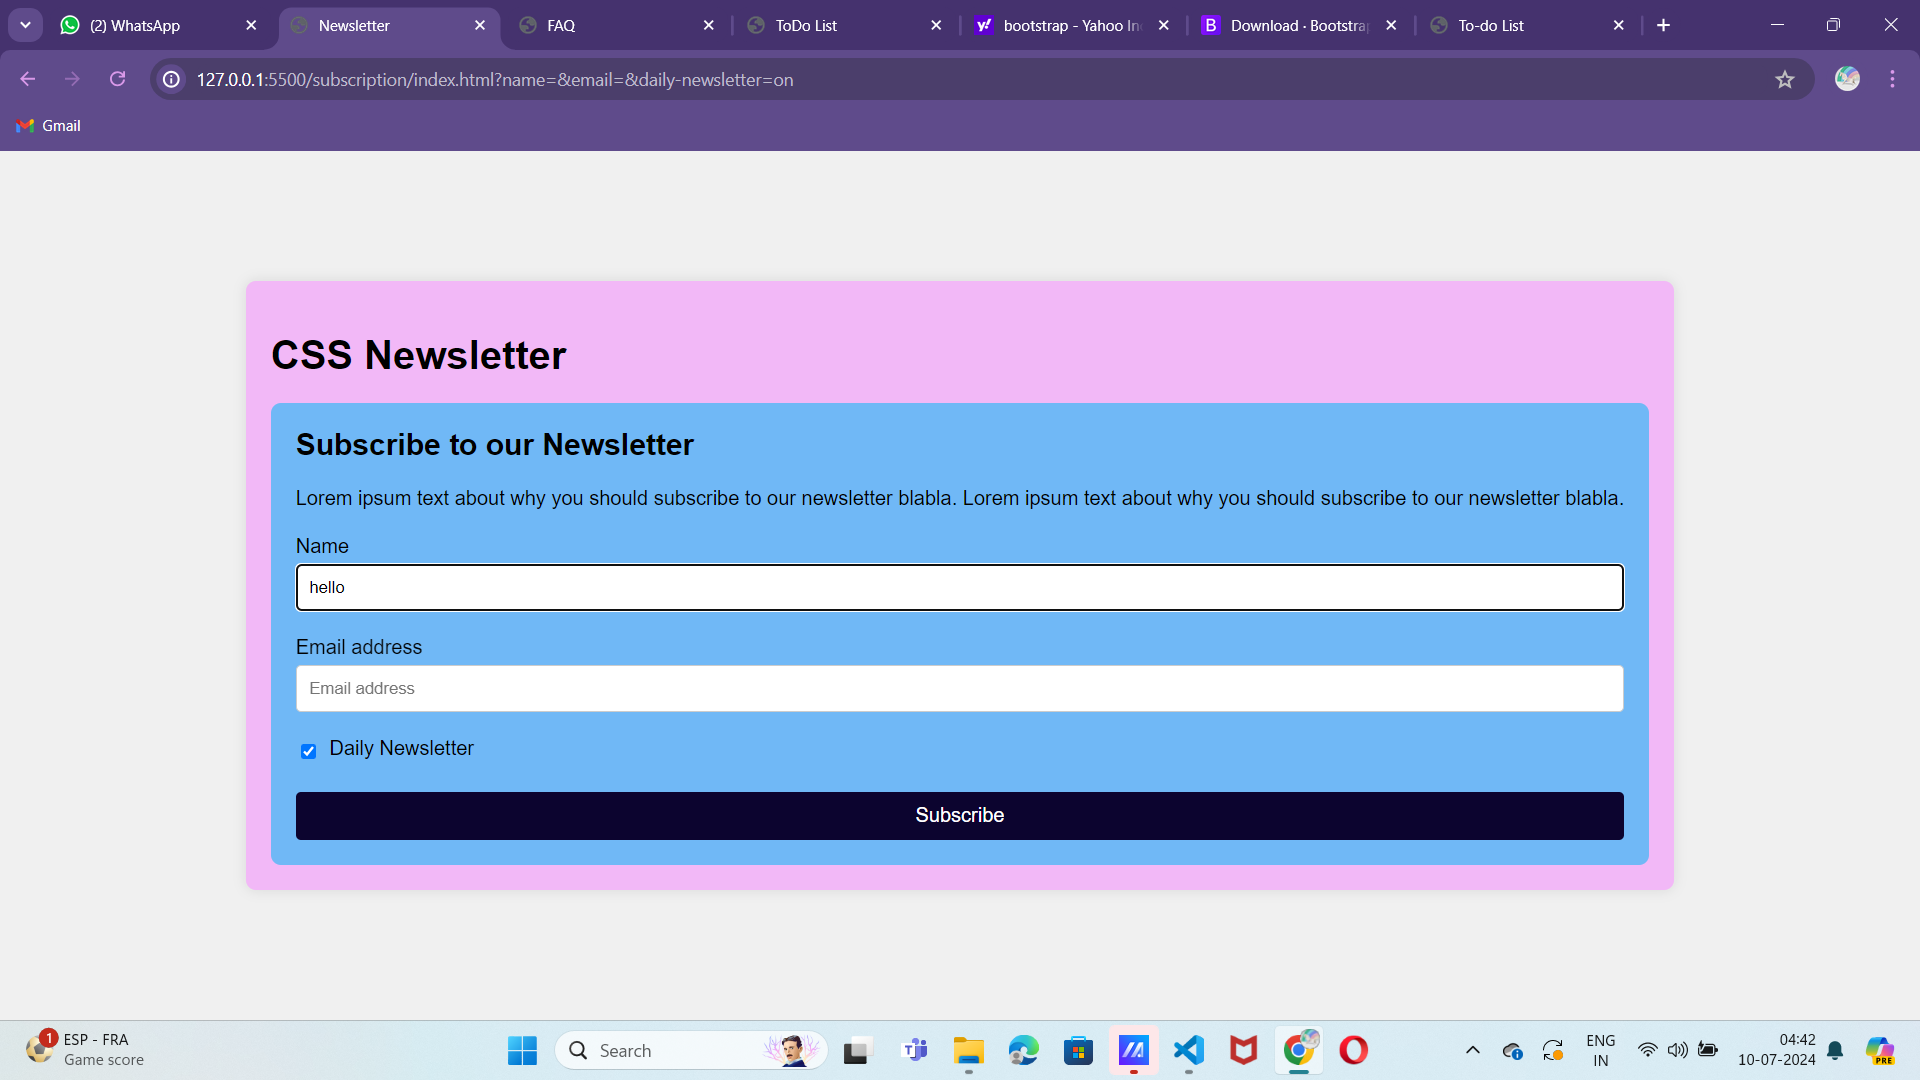 (2) WhatsApp
Newsletter
FAQ
ToDo List
bootstrap - Yahoo In
Download · Bootstrap
To-do List
127.0.0.1:5500/subscription/index.html?name=&email=&daily-newsletter=on
Gmail
CSS Newsletter
Subscribe to our Newsletter
Lorem ipsum text about why you should subscribe to our newsletter blabla. Lorem ipsum text about why you should subscribe to our newsletter blabla.
Name
hello
Email address
Email address
Daily Newsletter
Subscribe
1
ESP - FRA
Game score
Search
ENG
IN
04:42
10-07-2024
PRE